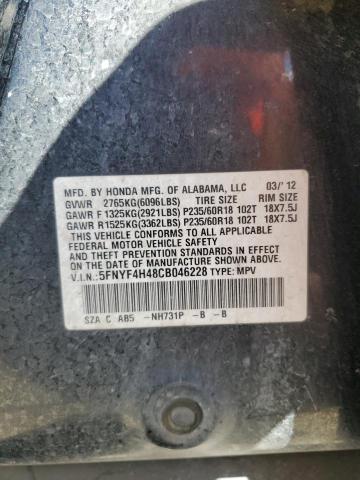 MFD. BY HONDA MFG. OF ALABAMA, LLC 03/'12
GVWR 2765KG(6096LBS) TIRE SIZE RIM SIZE
GAWR F 1325KG(2921LBS) P235/60R18 102T 18X7.5J
GAWR R 1525KG(3362LBS) P235/60R18 102T 18X7.5J
THIS VEHICLE CONFORMS TO ALL APPLICABLE
FEDERAL MOTOR VEHICLE SAFETY AND
THEFT PREVENTION STANDARDS IN EFFECT
ON THE DATE OF MANUFACTURE SHOWN ABOVE.
V.I.N.: 5FNYF4H48CB046228 TYPE: MPV
SZA C AB5 -NH731P -B -B